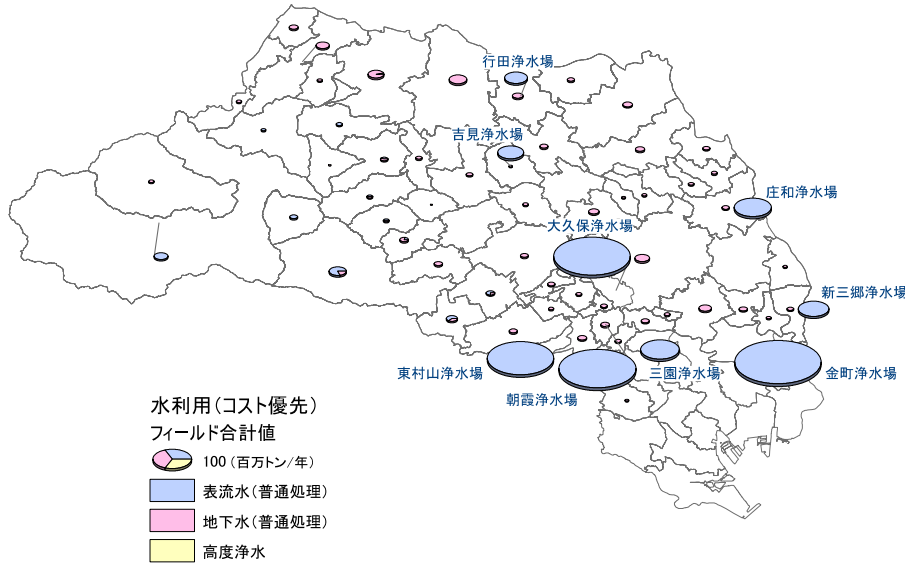 行田浄水場
吉見浄水場
庄和浄水場
大久保浄水場
新三郷浄水場
東村山浄水場
三園浄水場
金町浄水場
朝霞浄水場
水利用(コスト優先)
フィールド合計値
100 (百万トン/年)
表流水(普通処理)
地下水(普通処理)
高度浄水